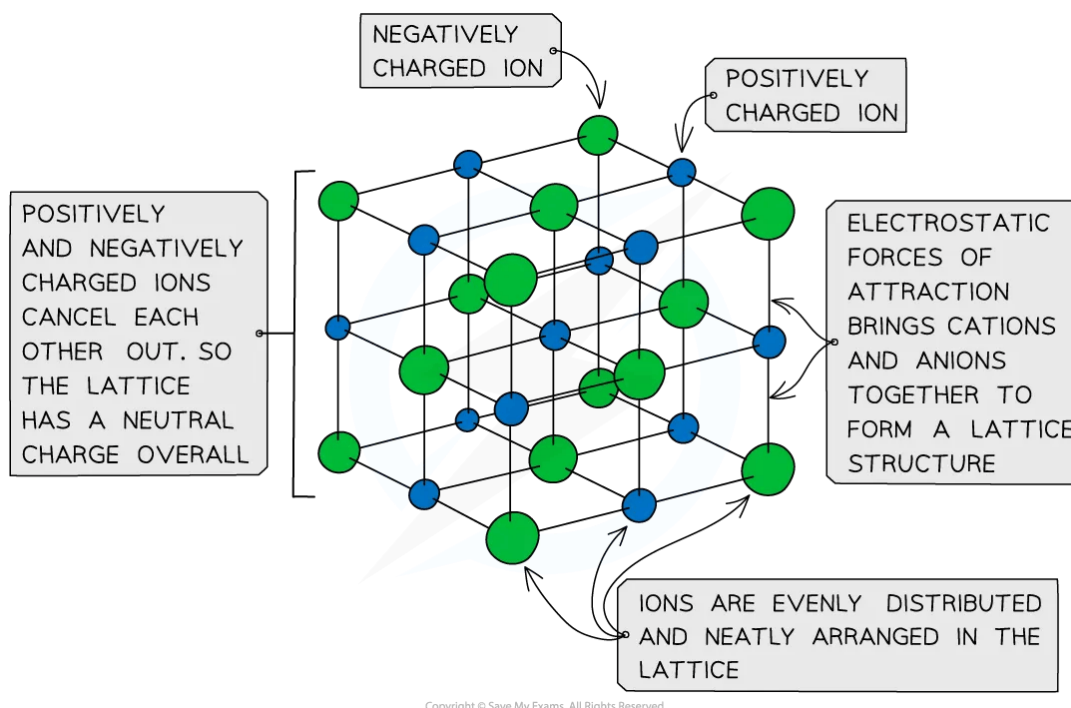 NEGATIVELY
CHARGED ION
POSITIVELY
CHARGED ION
POSITIVELY
AND NEGATIVELY
CHARGED IONS
CANCEL EACH
OTHER OUT. SO
THE LATTICE
HAS A NEUTRAL
CHARGE OVERALL
ELECTROSTATIC
FORCES OF
ATTRACTION
BRINGS CATIONS
AND ANIONS
TOGETHER TO
FORM A LATTICE
STRUCTURE
IONS ARE EVENLY DISTRIBUTED
AND NEATLY ARRANGED IN THE
LATTICE
Copyright © Save My Exams. All Rights Reserved